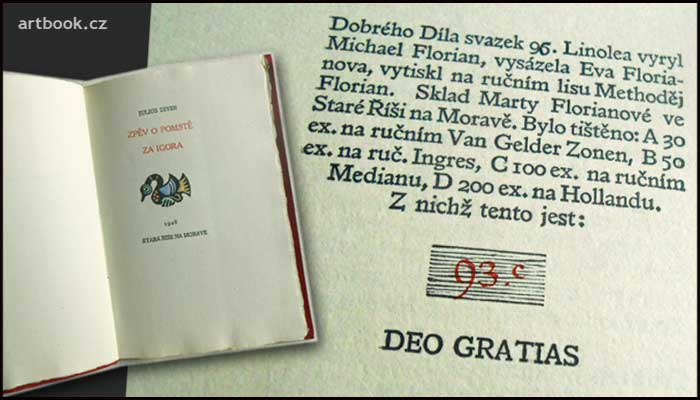 artbook.cz
JULIUS ZEYER
ZPĚV O POMSTĚ
ZA IGORA
1928
STARÁ ŘÍŠE NA MORAVĚ
Dobrého Díla svazek 96. Linolea vyryl
Michael Florian, vysázela Eva Floria-
nova, vytiskl na ručním lisu Methoděj
Florian. Sklad Marty Florianové ve
Staré Říši na Moravě. Bylo tištěno: A 30
ex. na ručním Van Gelder Zonen, B 50
ex. na ruč. Ingres, C 100 ex. na ručním
Medianu, D 200 ex. na Hollandu.
Z nichž tento jest:
93.c
DEO GRATIAS